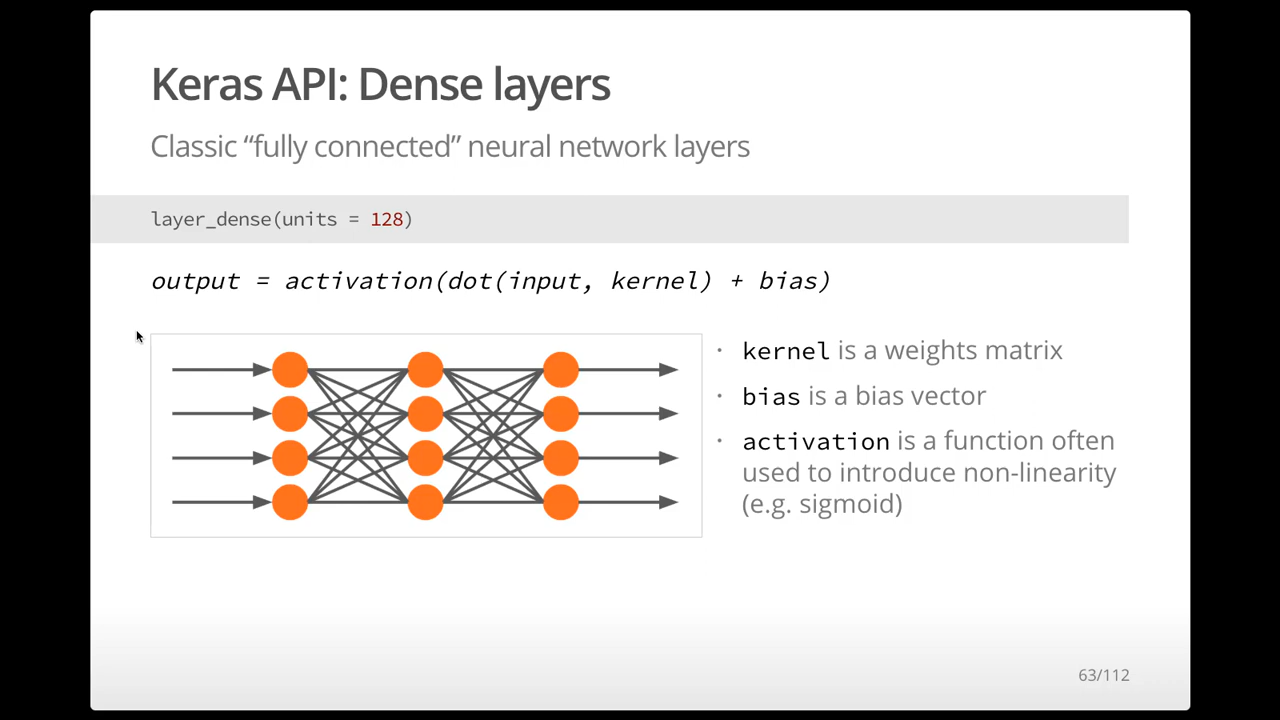 Keras API: Dense layers
Classic “fully connected” neural network layers
layer_dense(units = 128)
output = activation(dot(input, kernel) + bias)
· kernel is a weights matrix
· bias is a bias vector
· activation is a function often
used to introduce non-linearity
(e.g. sigmoid)
63/112